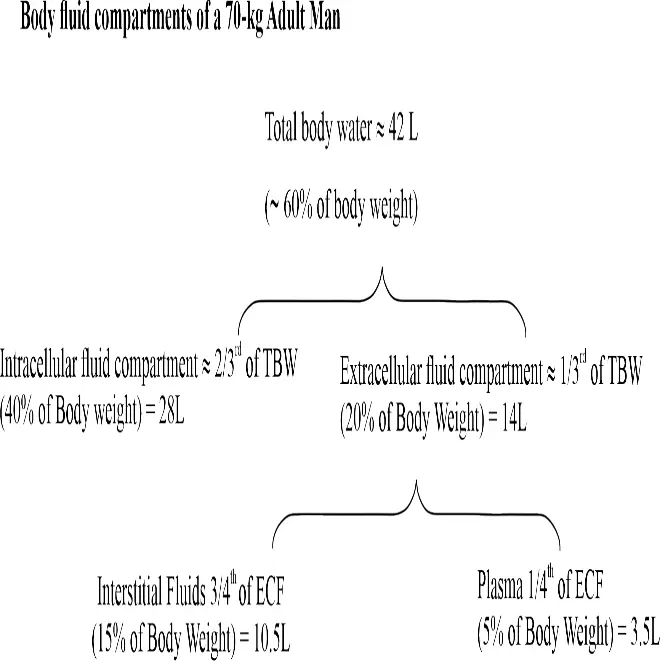 Body fluid compartments of a 70-kg Adult Man
Total body water ≈ 42 L
(~ 60% of body weight)
Intracellular fluid compartment ≈ 2/3rd of TBW
(40% of Body weight) = 28L
Extracellular fluid compartment ≈ 1/3rd of TBW
(20% of Body Weight) = 14L
Interstitial Fluids 3/4th of ECF
(15% of Body Weight) = 10.5L
Plasma 1/4th of ECF
(5% of Body Weight) = 3.5L